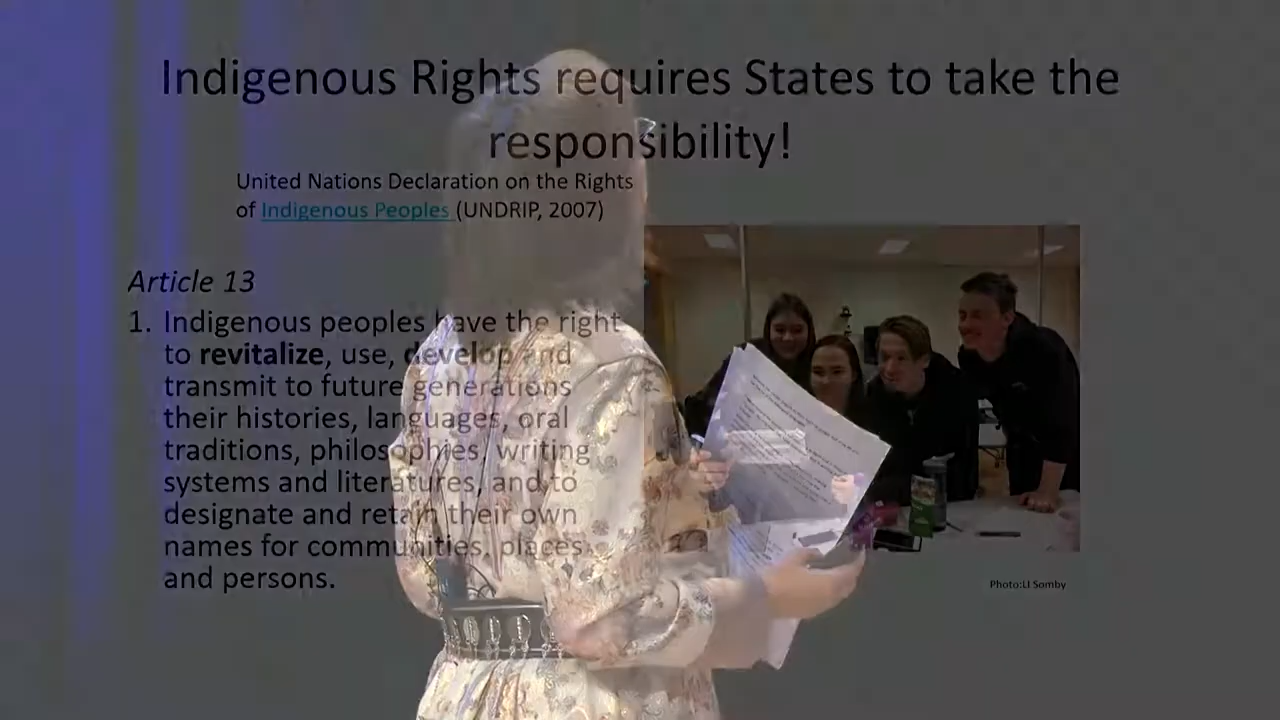 Indigenous Rights requires States to take the
responsibility!
United Nations Declaration on the Rights
of Indigenous Peoples (UNDRIP, 2007)
Article 13
1. Indigenous peoples have the right
to revitalize, use, develop and
transmit to future generations
their histories, languages, oral
traditions, philosophies, writing
systems and literatures, and to
designate and retain their own
names for communities, places
and persons.
Photo:LI Somby